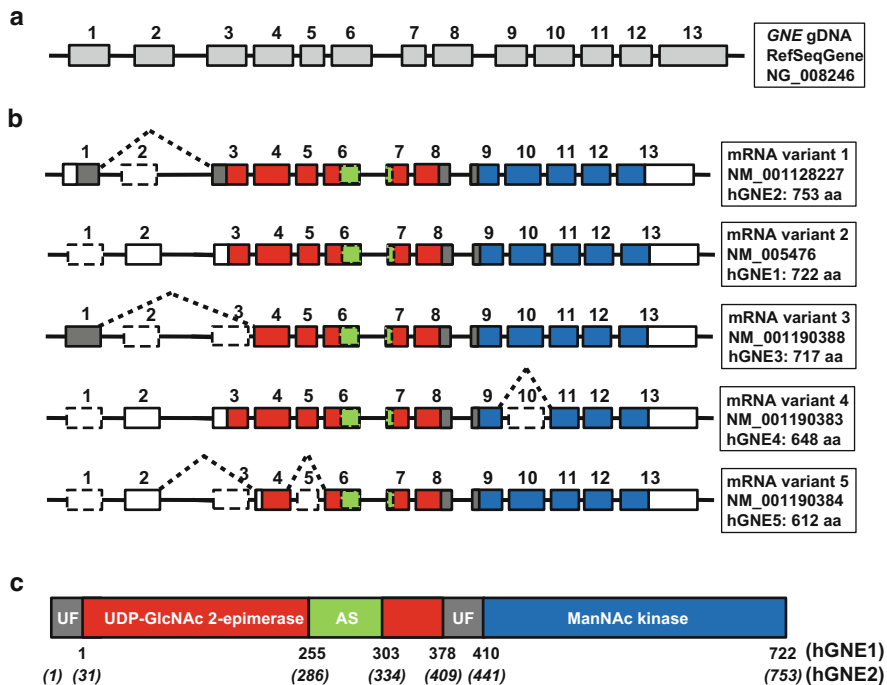 a
1 2 3 4 5 6 7 8 9 10 11 12 13
GNE gDNA
RefSeqGene
NG_008246
b
1 2 3 4 5 6 7 8 9 10 11 12 13
mRNA variant 1
NM_001128227
hGNE2: 753 aa
1 2 3 4 5 6 7 8 9 10 11 12 13
mRNA variant 2
NM_005476
hGNE1: 722 aa
1 2 3 4 5 6 7 8 9 10 11 12 13
mRNA variant 3
NM_001190388
hGNE3: 717 aa
1 2 3 4 5 6 7 8 9 10 11 12 13
mRNA variant 4
NM_001190383
hGNE4: 648 aa
1 2 3 4 5 6 7 8 9 10 11 12 13
mRNA variant 5
NM_001190384
hGNE5: 612 aa
c
UF UDP-GlcNAc 2-epimerase AS UF ManNAc kinase
1 255 303 378 410 722 (hGNE1)
(1) (31) (286) (334) (409) (441) (753) (hGNE2)